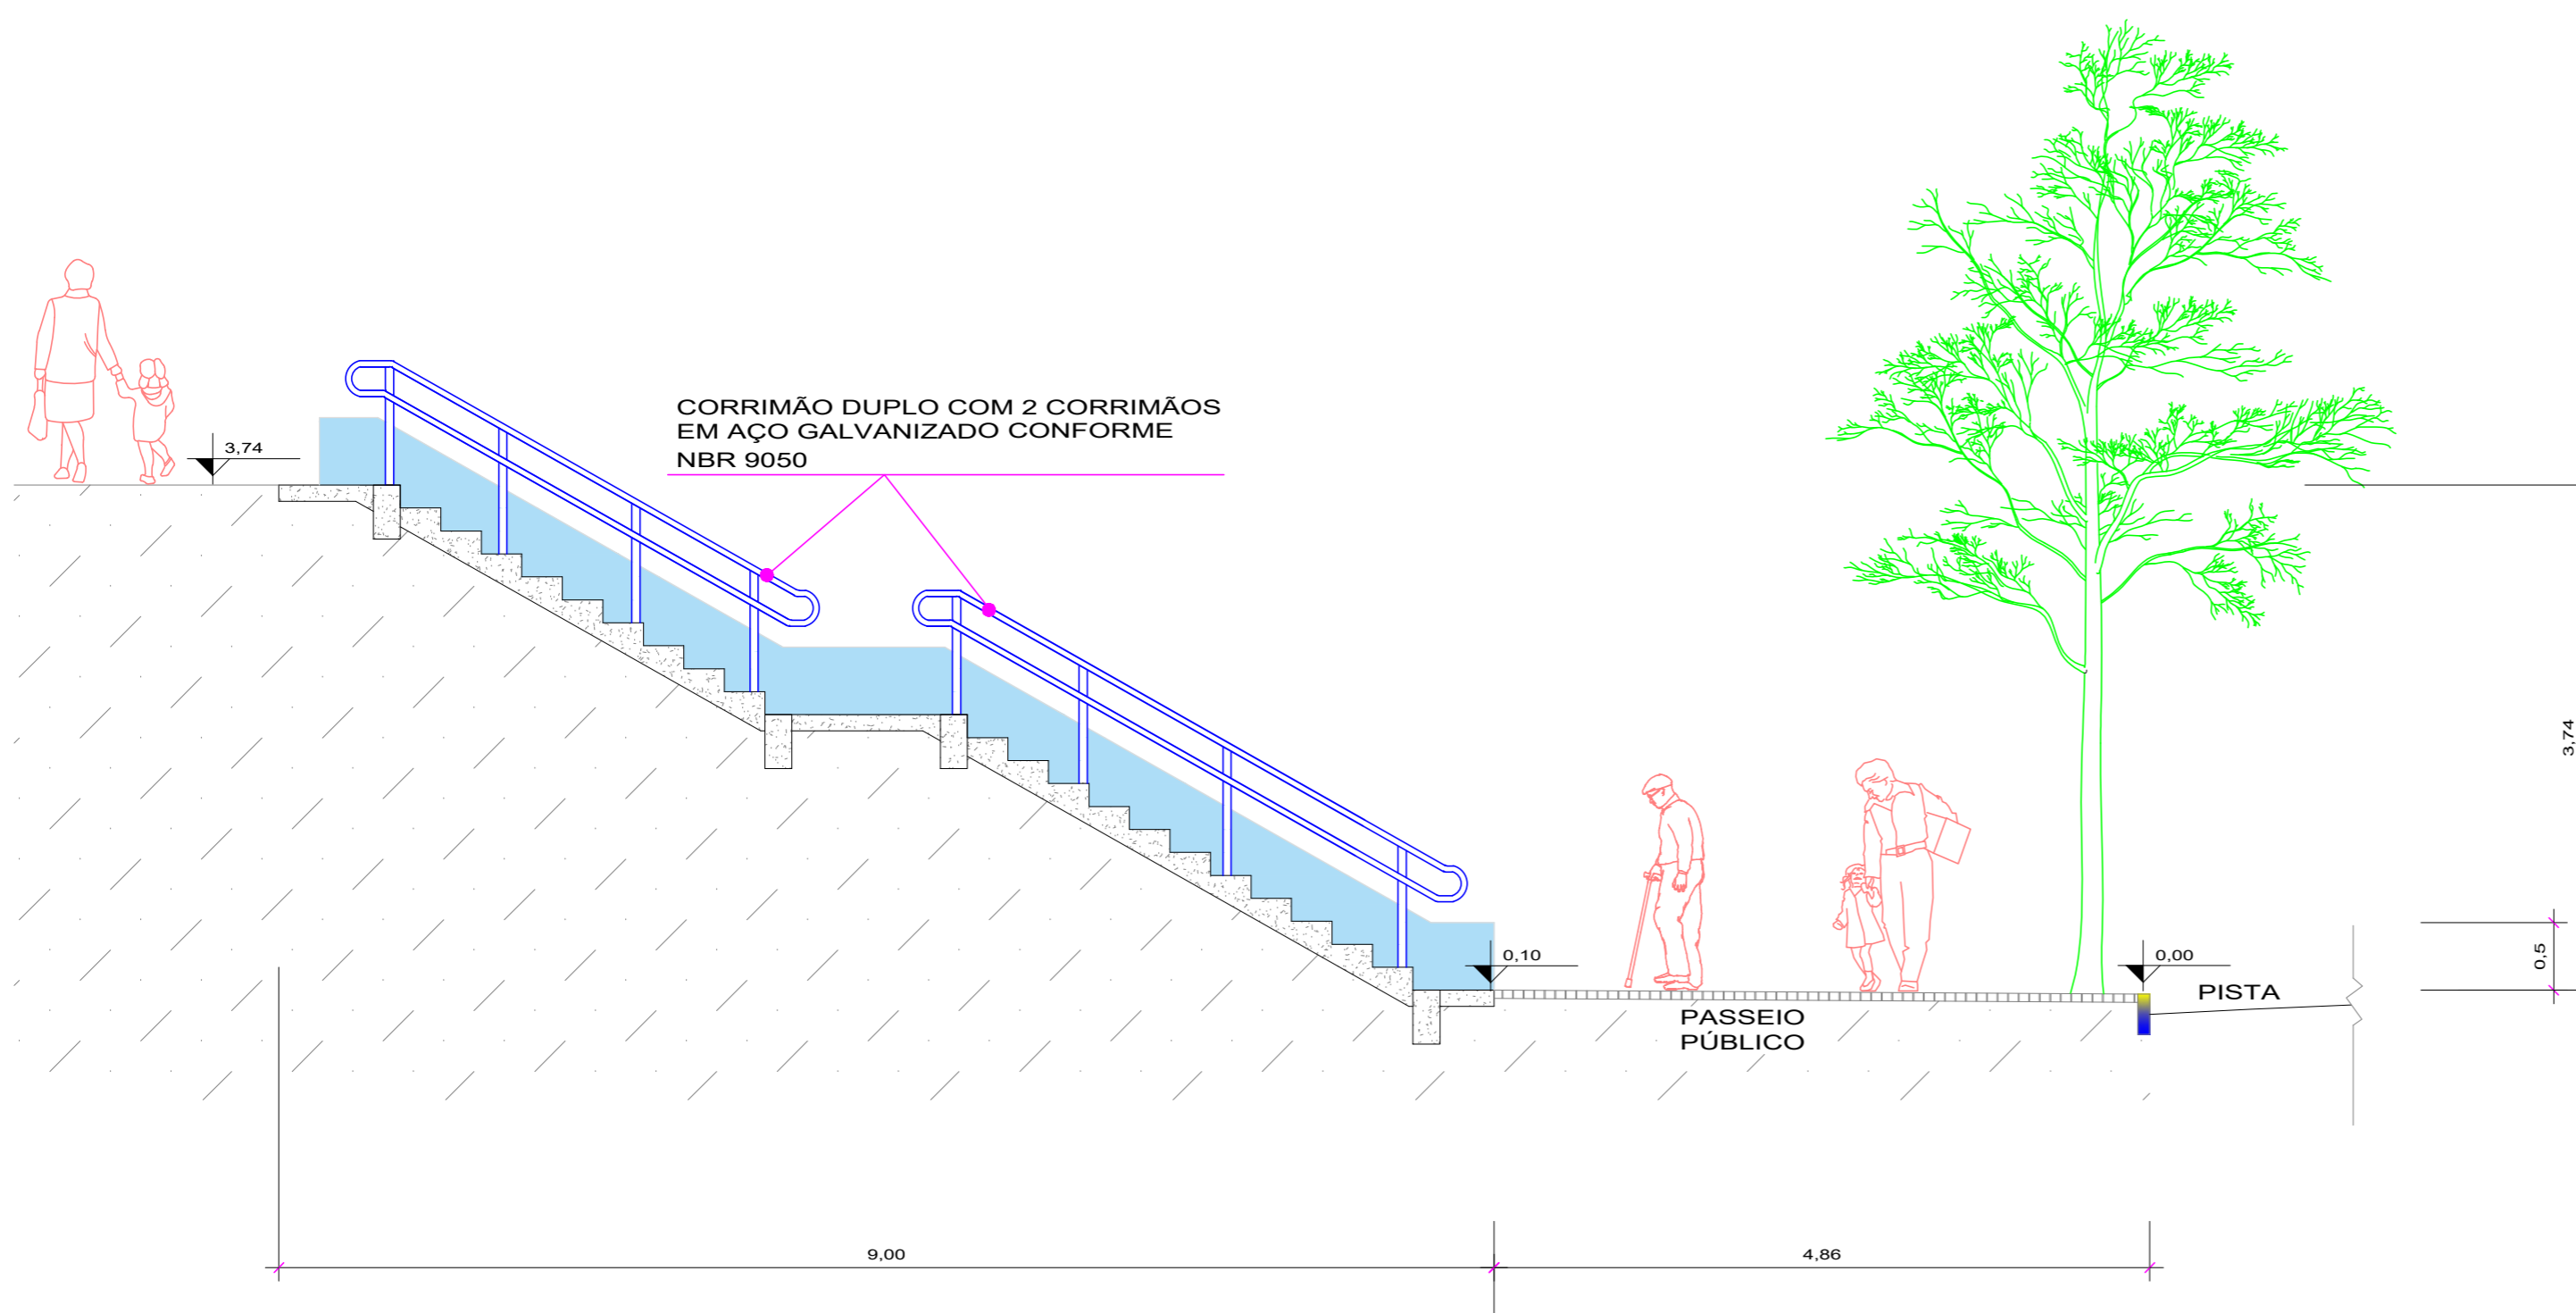 CORRIMÃO DUPLO COM 2 CORRIMÃOS
EM AÇO GALVANIZADO CONFORME
NBR 9050
3,74
3,74
0,5
0,10
0,00
PISTA
PASSEIO
PÚBLICO
9,00
4,86